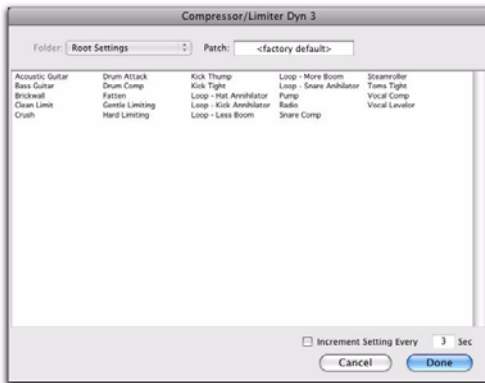 Compressor/Limiter Dyn 3
Folder: Root Settings Patch: <factory default>
Acoustic Guitar Drum Attack Kick Thump Loop - More Boom Steamroller
Bass Guitar Drum Comp Kick Tight Loop - Snare Anihilator Toms Tight
Brickwall Fatten Loop - Hat Annihilator Pump Vocal Comp
Clean Limit Gentle Limiting Loop - Kick Annihilator Radio Vocal Levelor
Crush Hard Limiting Loop - Less Boom Snare Comp
Increment Setting Every 3 Sec
Cancel Done